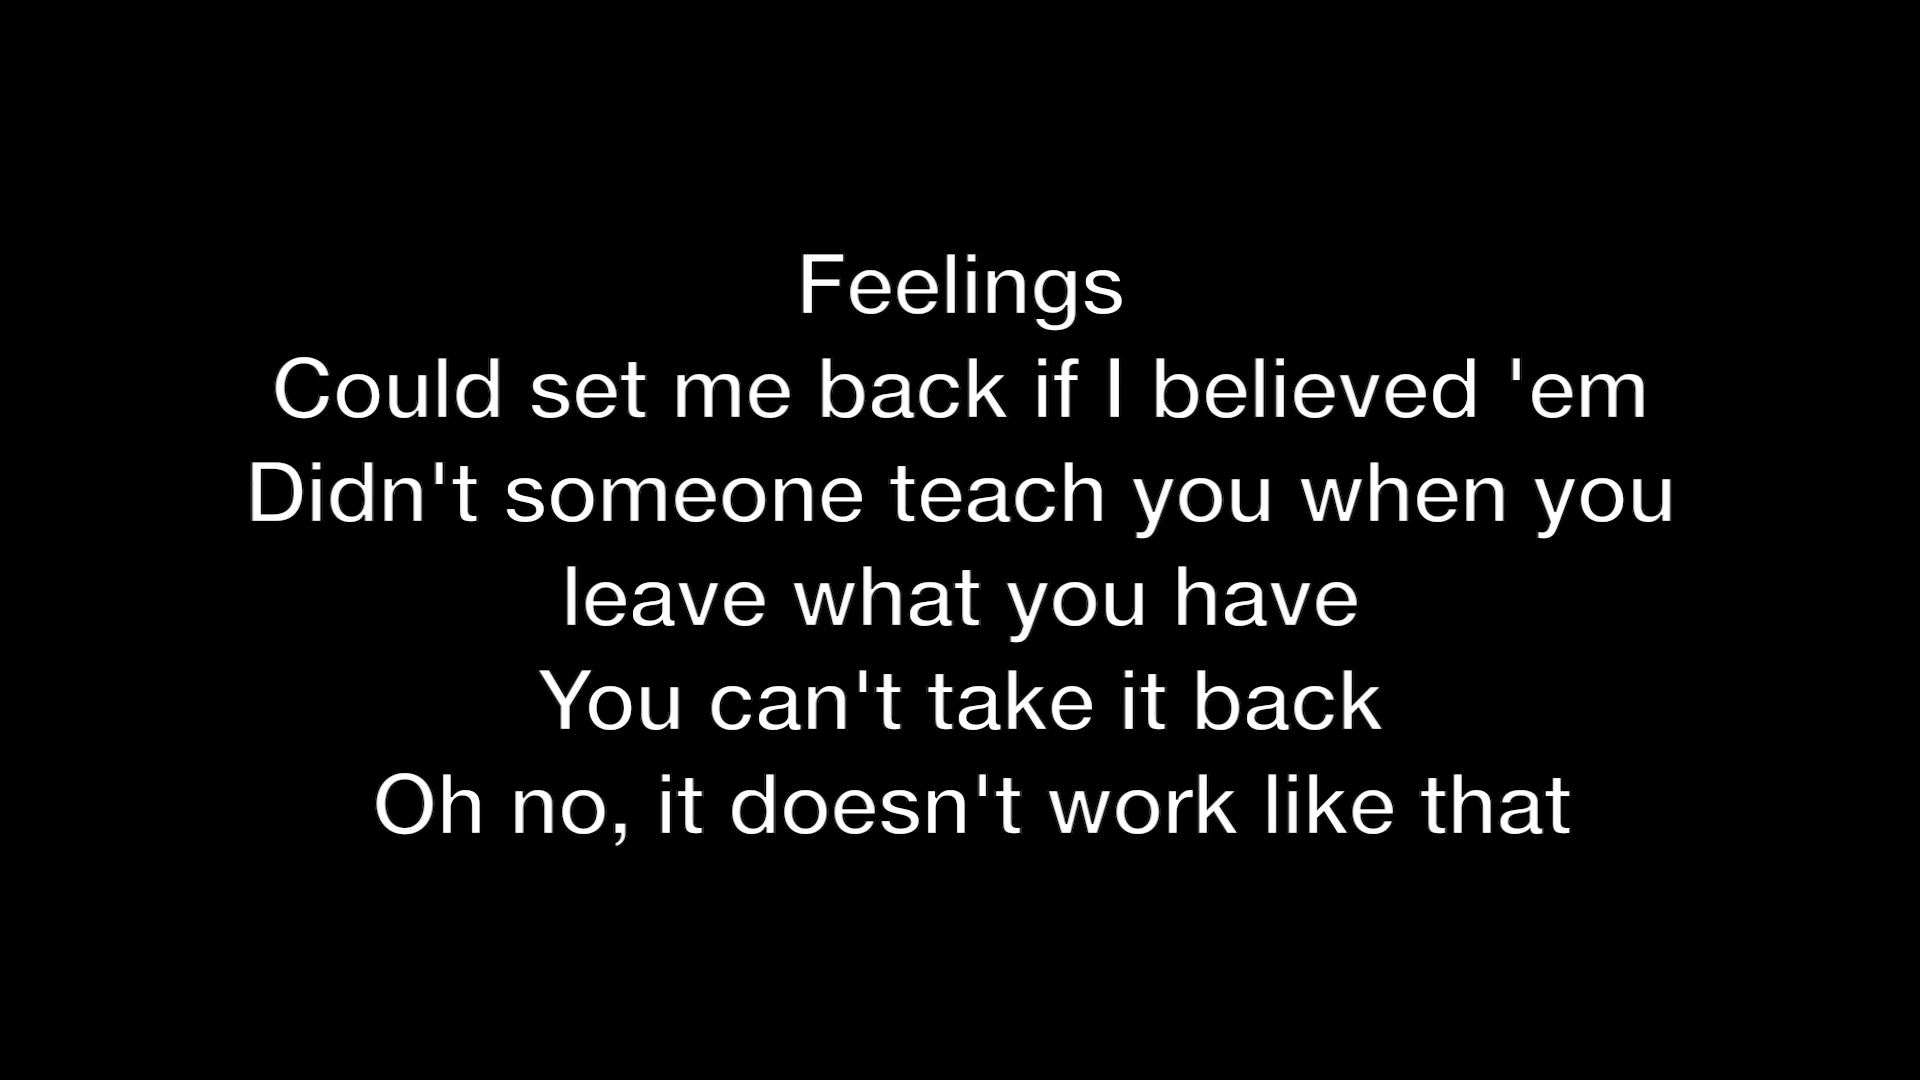 Feelings
Could set me back if I believed 'em
Didn't someone teach you when you
leave what you have
You can't take it back
Oh no, it doesn't work like that